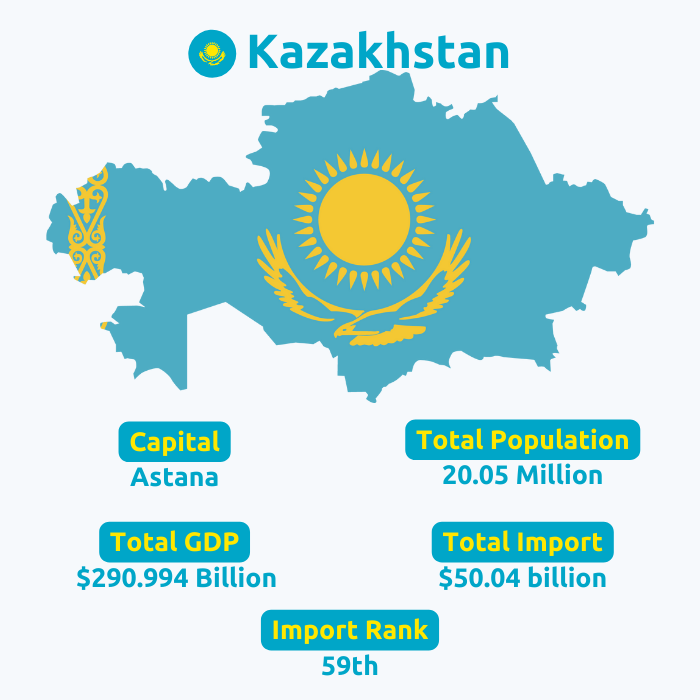 Kazakhstan
Capital
Astana
Total Population
20.05 Million
Total GDP
$290.994 Billion
Total Import
$50.04 billion
Import Rank
59th